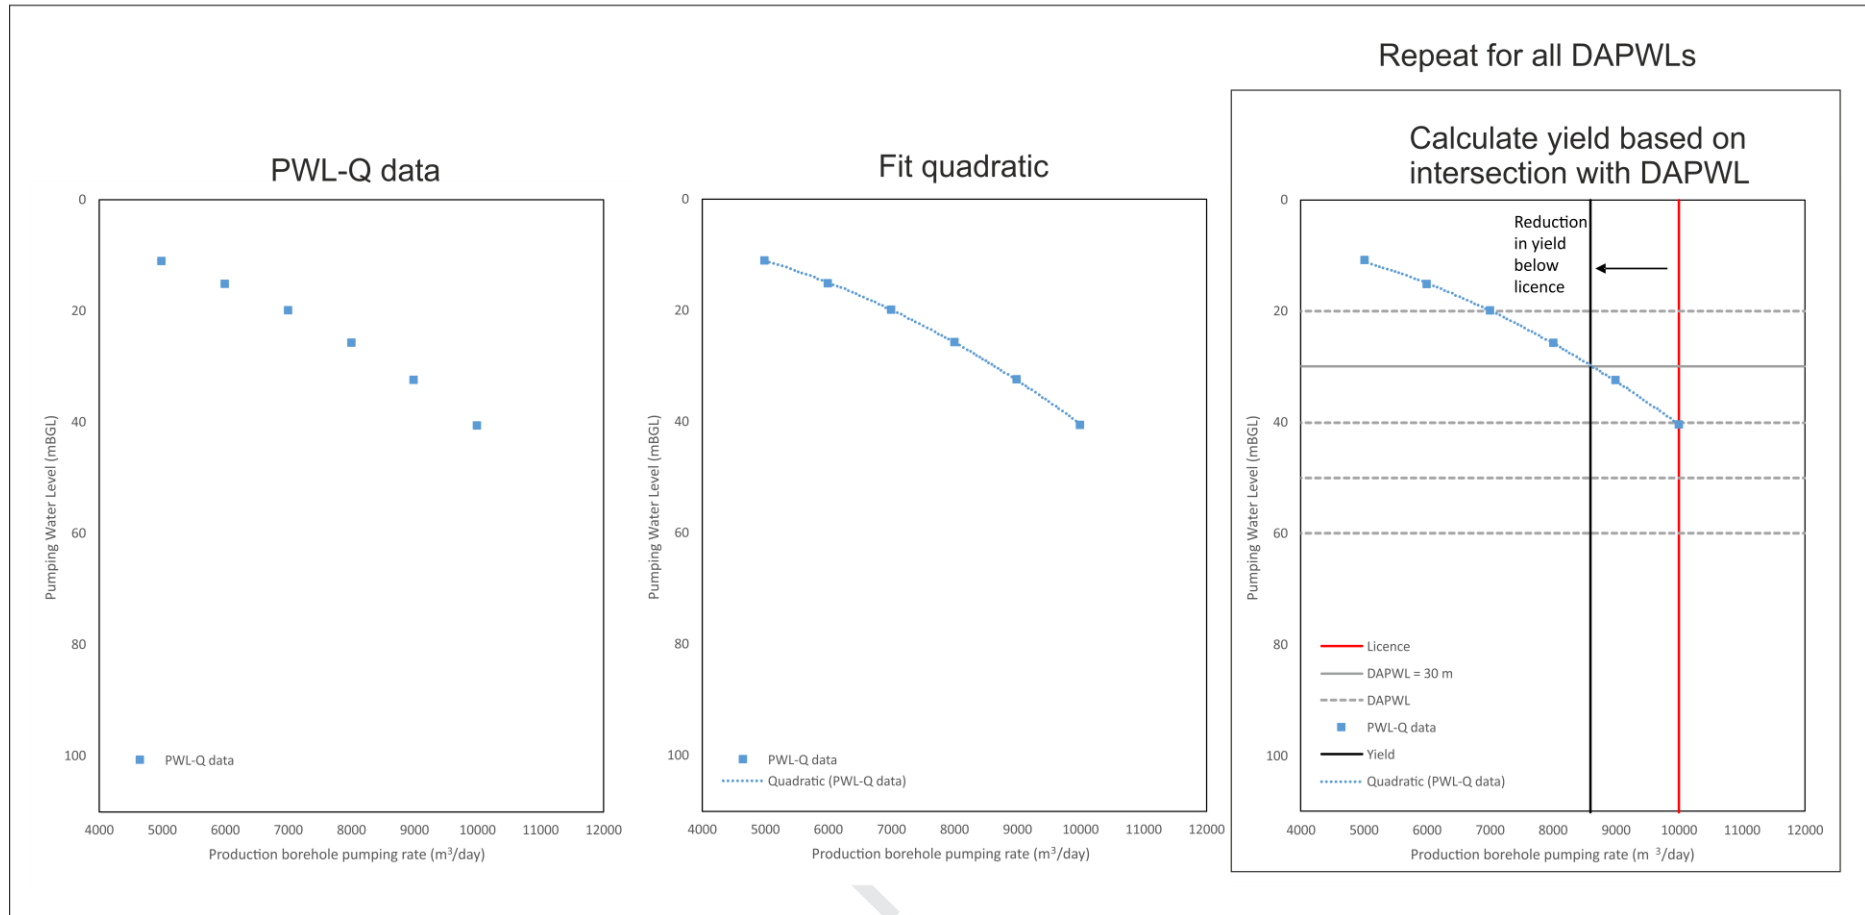 Repeat for all DAPWLs
PWL-Q data
0
20
40
60
80
100
Pumping Water Level (mBGL)
PWL-Q data
4000 5000 6000 7000 8000 9000 10000 11000 12000
Production borehole pumping rate (m³/day)
Fit quadratic
0
20
40
60
80
100
Pumping Water Level (mBGL)
PWL-Q data
Quadratic (PWL-Q data)
4000 5000 6000 7000 8000 9000 10000 11000 12000
Production borehole pumping rate (m³/day)
Calculate yield based on
intersection with DAPWL
0
20
40
60
80
100
Pumping Water Level (mBGL)
Reduction
in yield
below
licence
Licence
DAPWL = 30 m
DAPWL
PWL-Q data
Yield
Quadratic (PWL-Q data)
4000 5000 6000 7000 8000 9000 10000 11000 12000
Production borehole pumping rate (m ³/day)